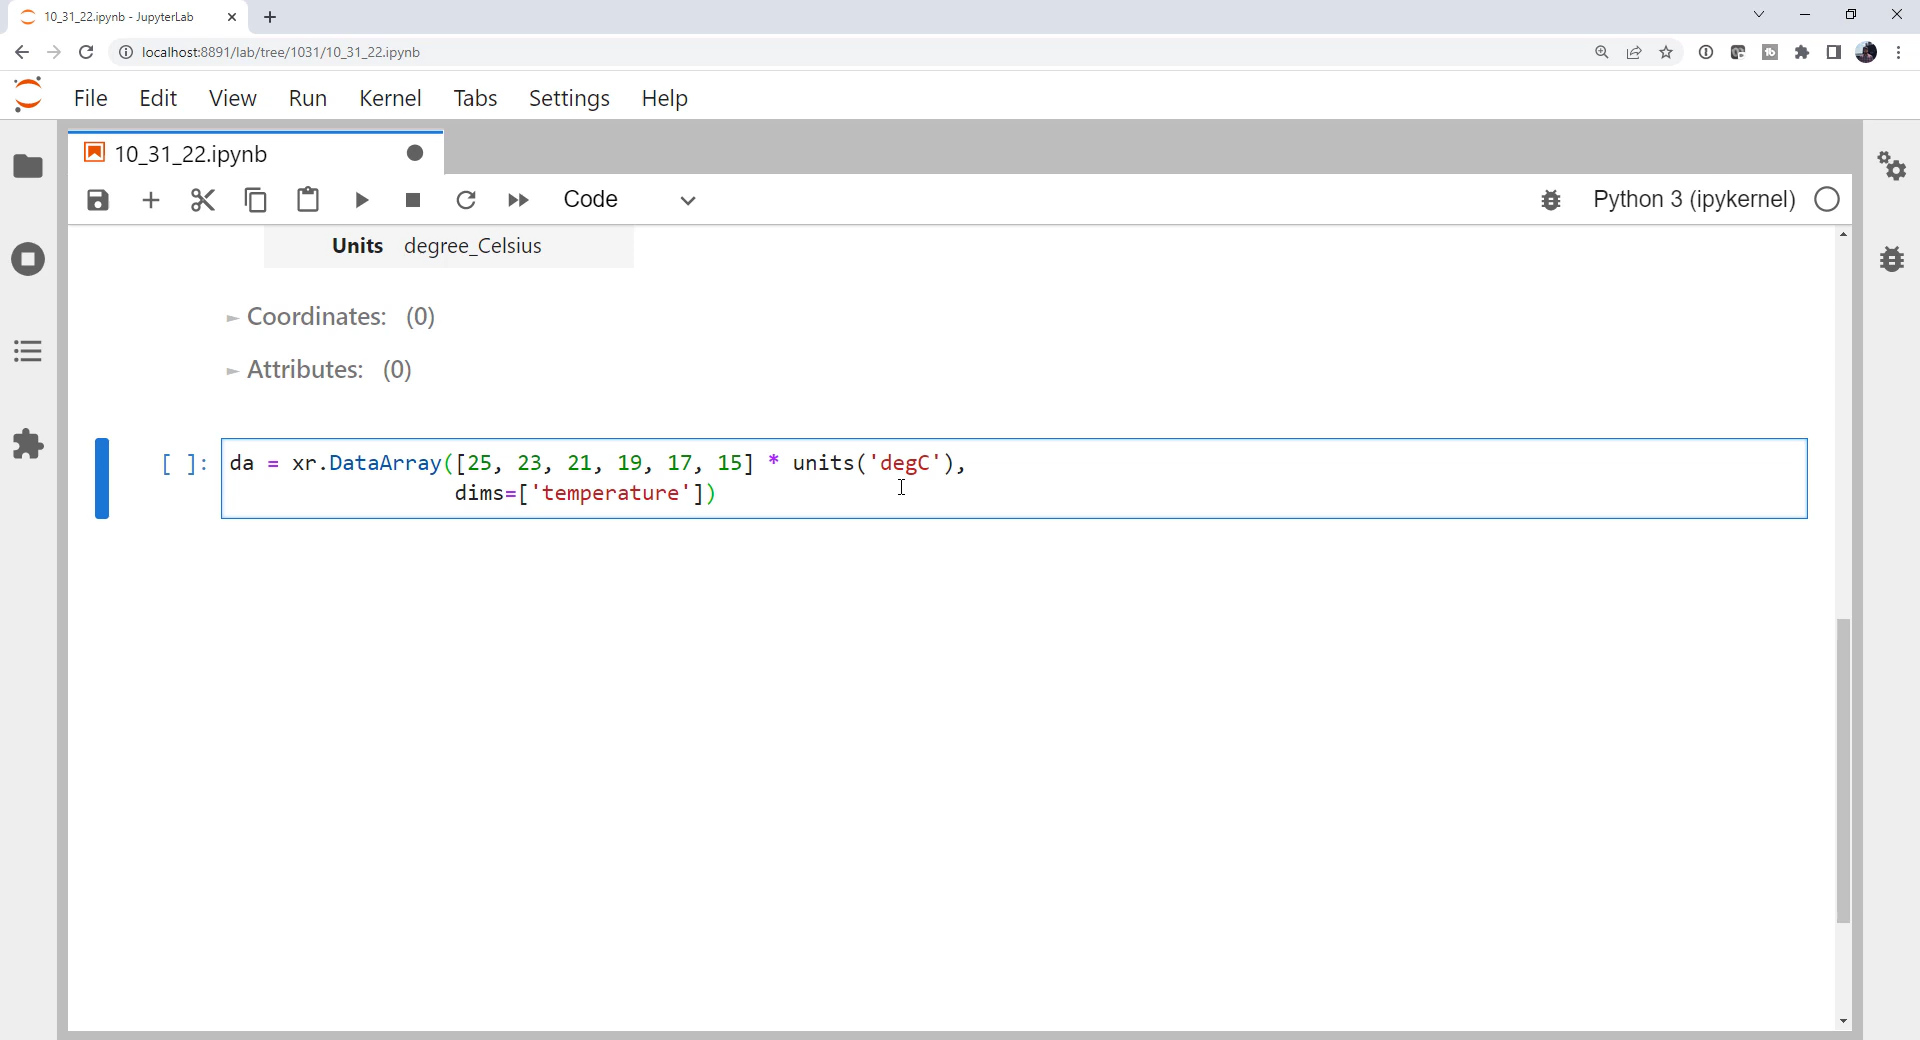 10_31_22.ipynb - JupyterLab
localhost:8891/lab/tree/1031/10_31_22.ipynb
File Edit View Run Kernel Tabs Settings Help
10_31_22.ipynb
Code
Python 3 (ipykernel)
Units degree_Celsius
Coordinates: (0)
Attributes: (0)
[ ]: da = xr.DataArray([25, 23, 21, 19, 17, 15] * units('degC'),
dims=['temperature'])